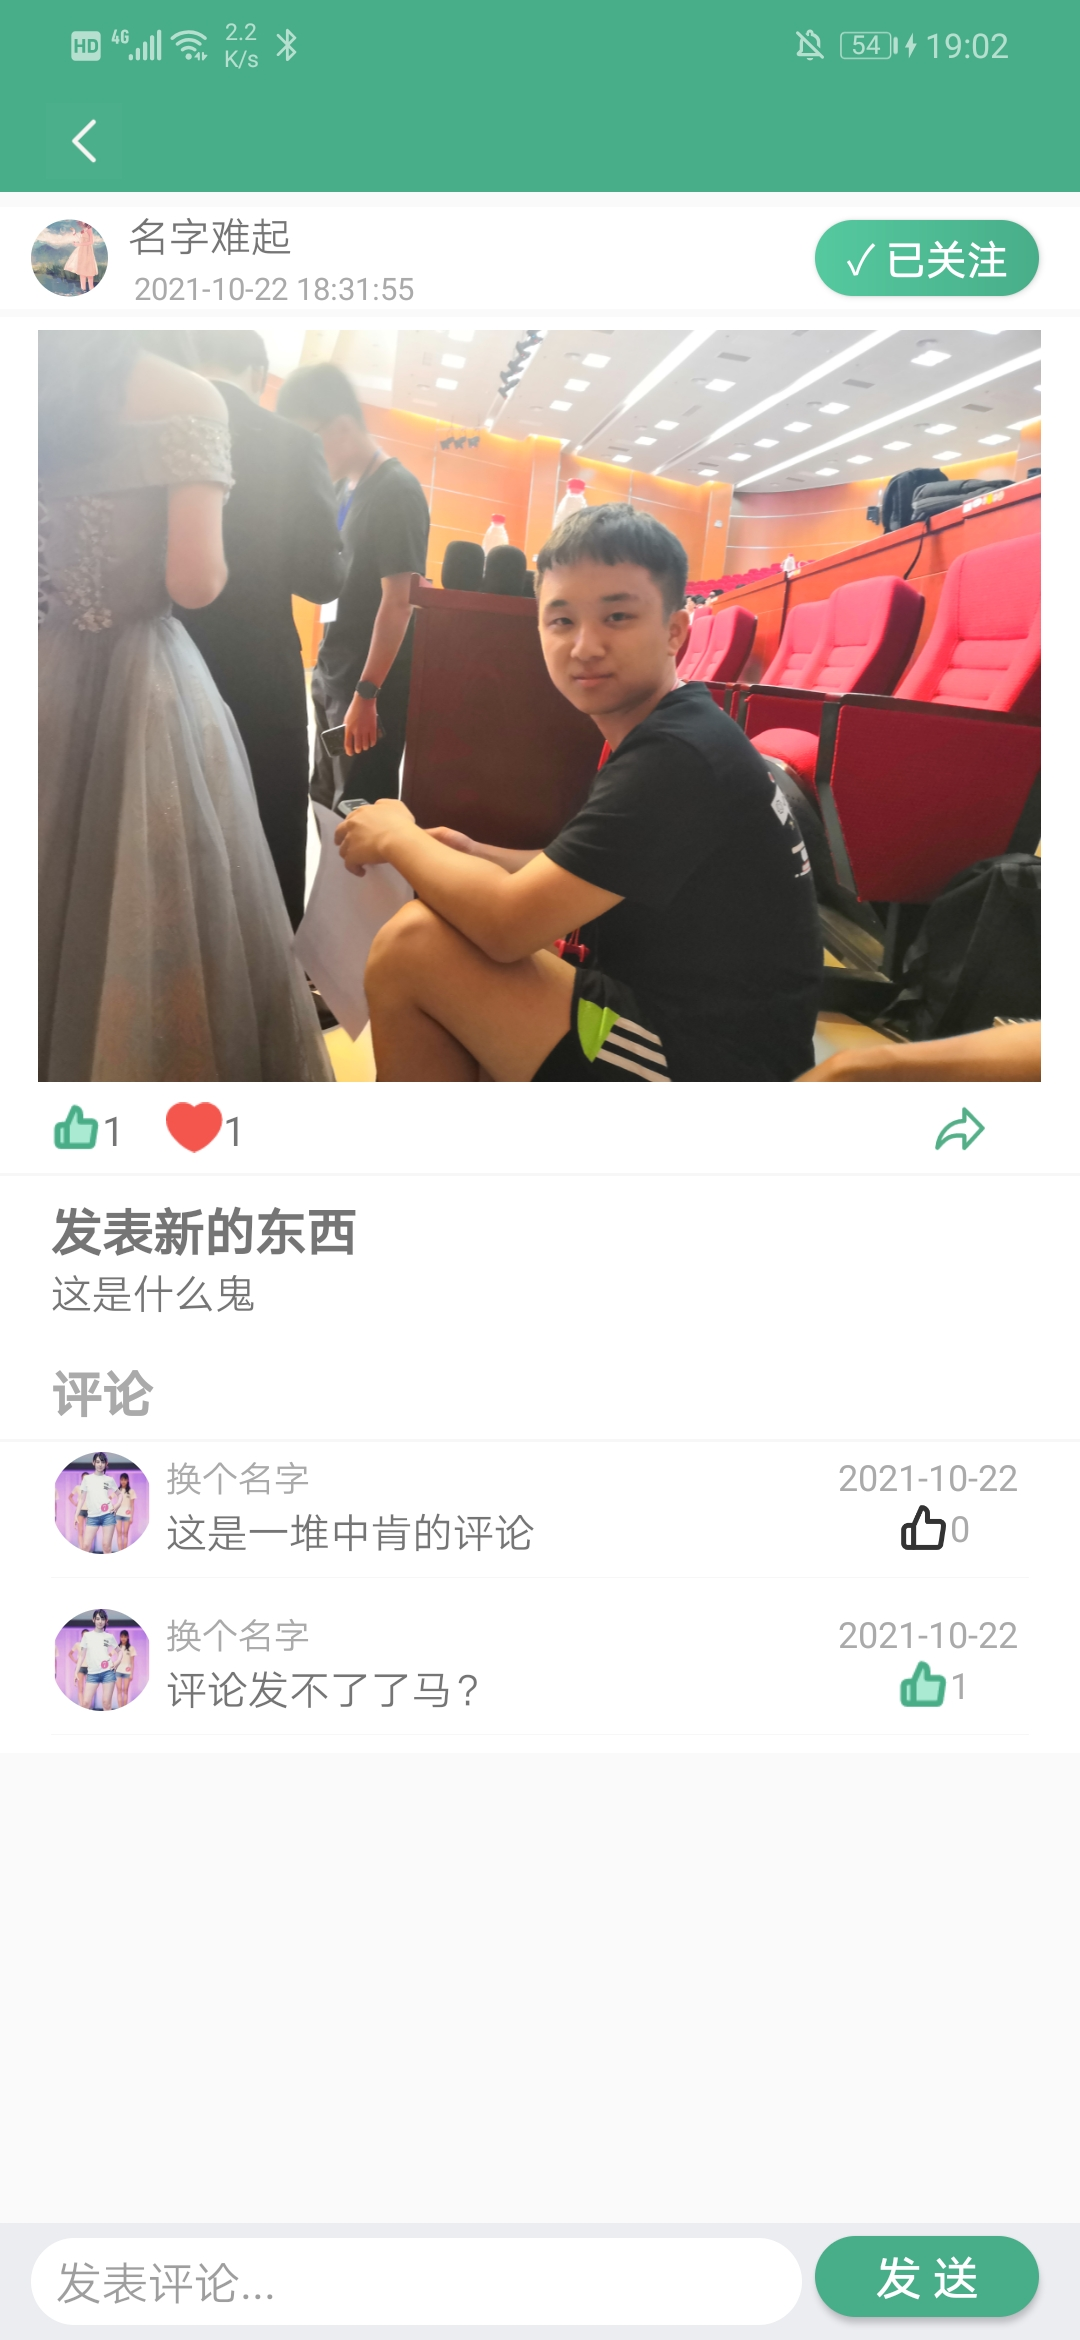 HD 4G 2.2 K/s 54 19:02
名字难起
2021-10-22 18:31:55
✓已关注
1 1
发表新的东西
这是什么鬼
评论
换个名字 2021-10-22
这是一堆中肯的评论 0
换个名字 2021-10-22
评论发不了了马? 1
发表评论... 发 送